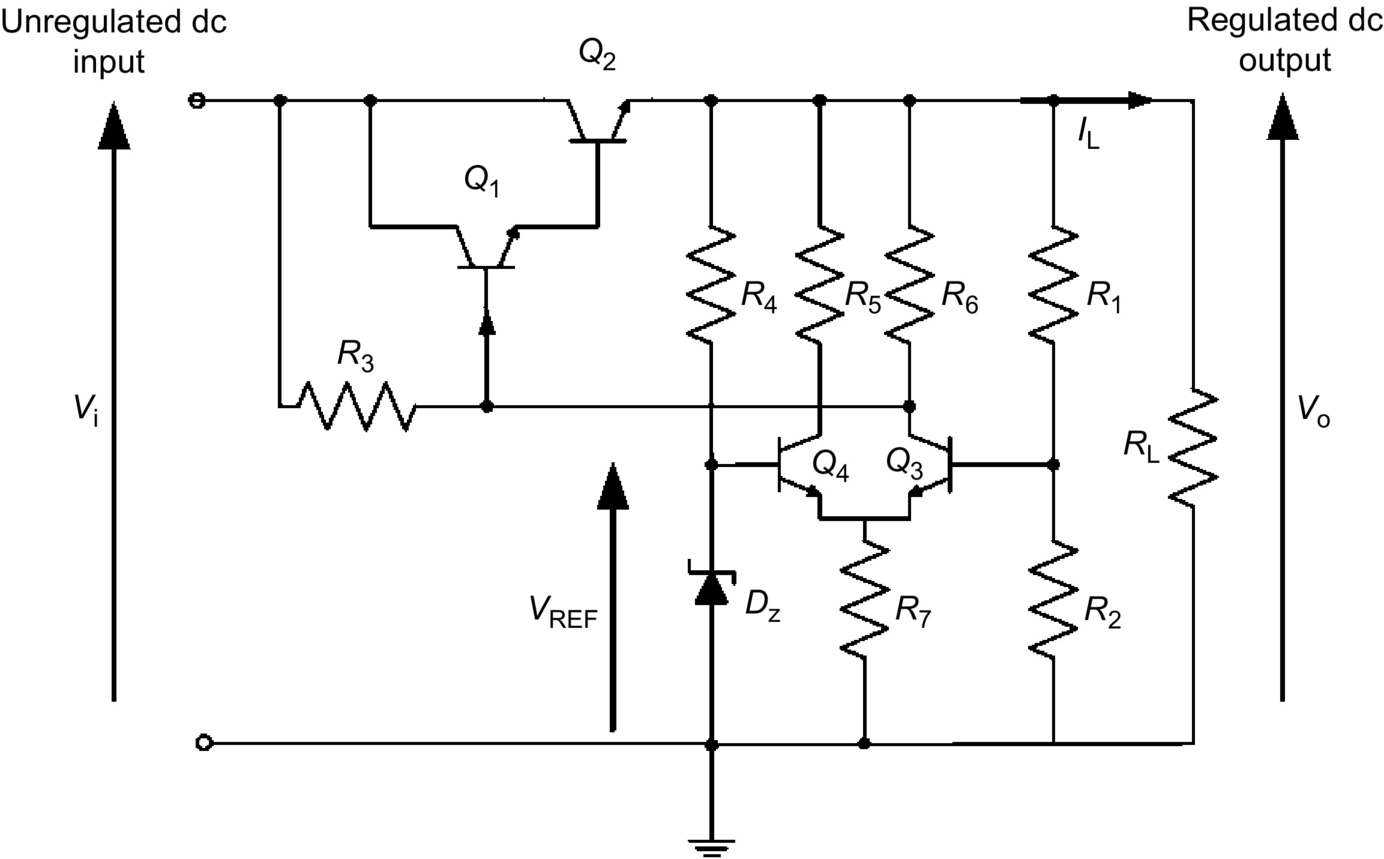 Unregulated dc
input
Regulated dc
output
Q2
Q1
IL
R4
R5
R6
R1
R3
Vi
Vo
RL
Q4
Q3
VREF
Dz
R7
R2